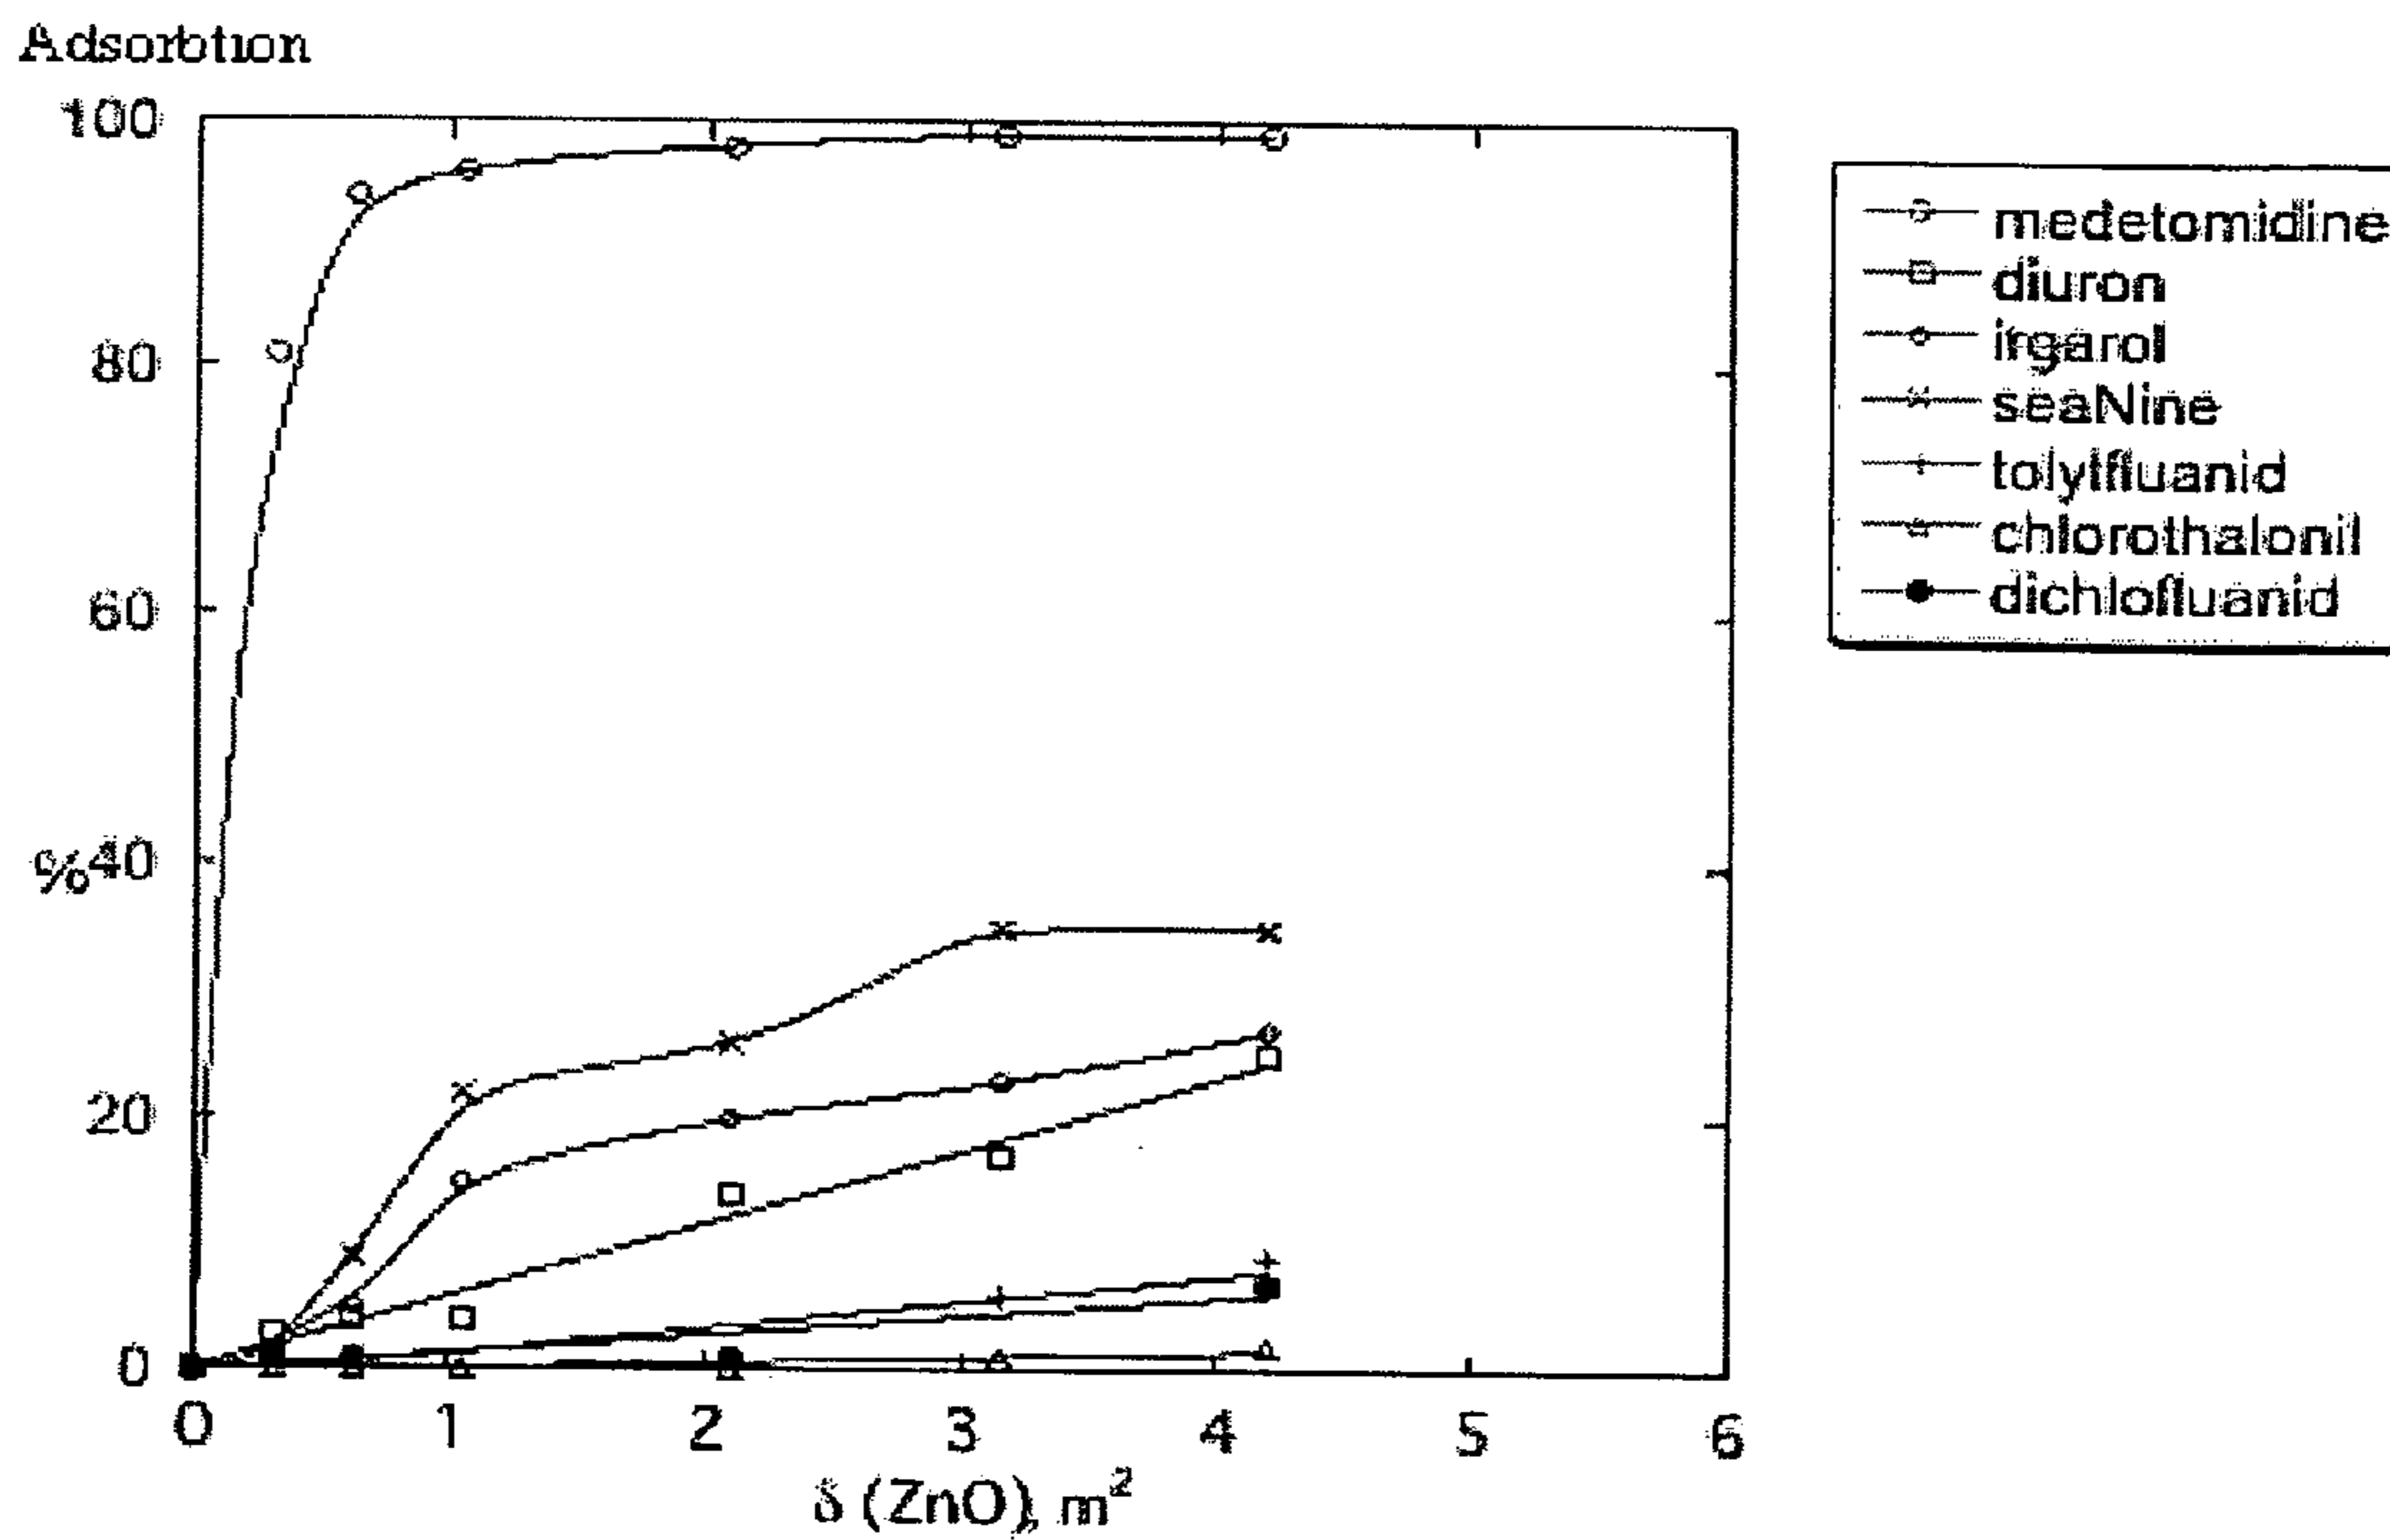 Adsorbtion
100
80
60
%40
20
0
0 1 2 3 4 5 6
δ (ZnO), m²
medetomidine
diuron
irgarol
seaNine
tolylfluanid
chlorothalonil
dichlofluanid